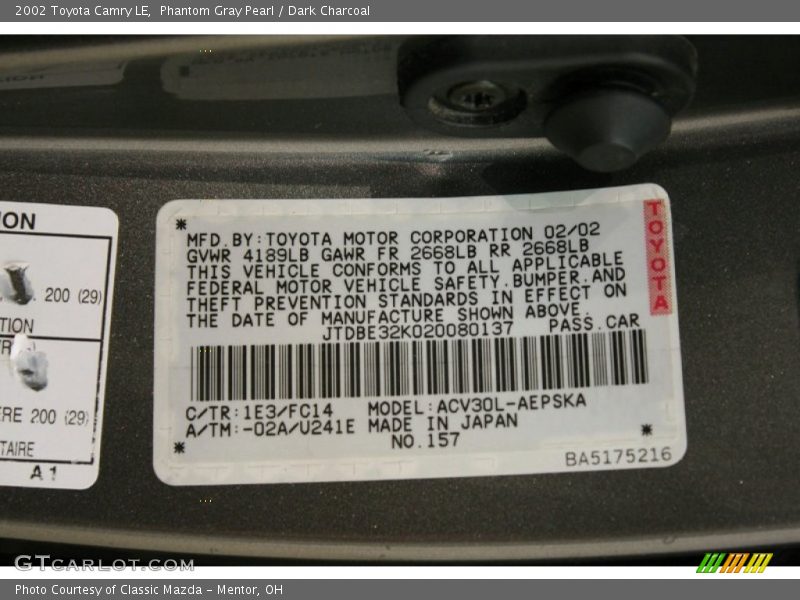 2002 Toyota Camry LE, Phantom Gray Pearl / Dark Charcoal
ION
200 (29)
TION
ERE 200 (29)
TAIRE
A1
MFD.BY:TOYOTA MOTOR CORPORATION 02/02
GVWR 4189LB GAWR FR 2668LB RR 2668LB
THIS VEHICLE CONFORMS TO ALL APPLICABLE
FEDERAL MOTOR VEHICLE SAFETY,BUMPER,AND
THEFT PREVENTION STANDARDS IN EFFECT ON
THE DATE OF MANUFACTURE SHOWN ABOVE.
JTDBE32K020080137 PASS.CAR
TOYOTA
C/TR:1E3/FC14 MODEL:ACV30L-AEPSKA
A/TM:-02A/U241E MADE IN JAPAN
NO.157
BA5175216
GTCARLOT.COM
Photo Courtesy of Classic Mazda - Mentor, OH